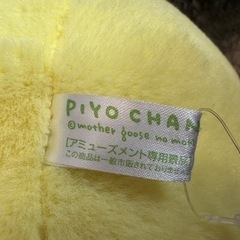 PIYO CHAN
©mother goose no mori
[アミューズメント専用景品
この商品は一般市販されておりません